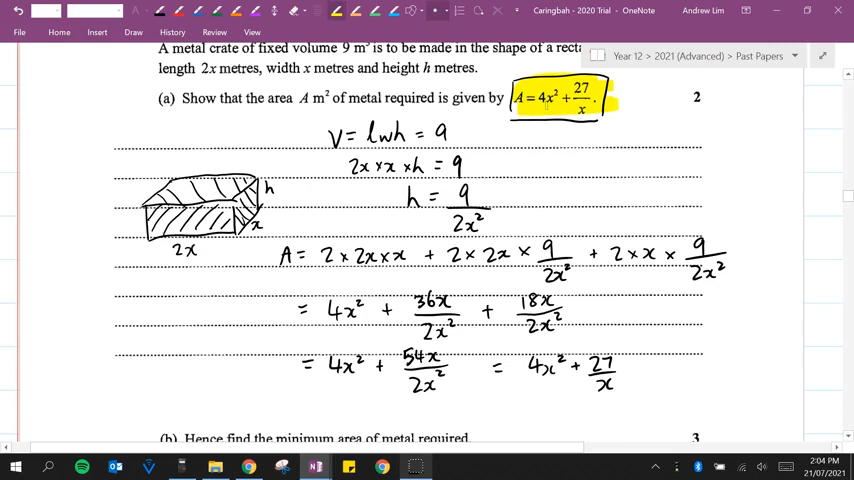 Caringbah - 2020 Trial - OneNote
Andrew Lim
File Home Insert Draw History Review View
A metal crate of fixed volume 9 m³ is to be made in the shape of a recta
Year 12 > 2021 (Advanced) > Past Papers
length 2x metres, width x metres and height h metres.
(a) Show that the area A m² of metal required is given by A = 4x² + 27/x. 2
V = lwh = 9
2x × x × h = 9
h = 9/2x²
h
x
2x
A = 2 × 2x × x + 2 × 2x × 9/2x² + 2 × x × 9/2x²
= 4x² + 36x/2x² + 18x/2x²
= 4x² + 54x/2x² = 4x² + 27/x
(b) Hence find the minimum area of metal required. 3
2:04 PM
21/07/2021